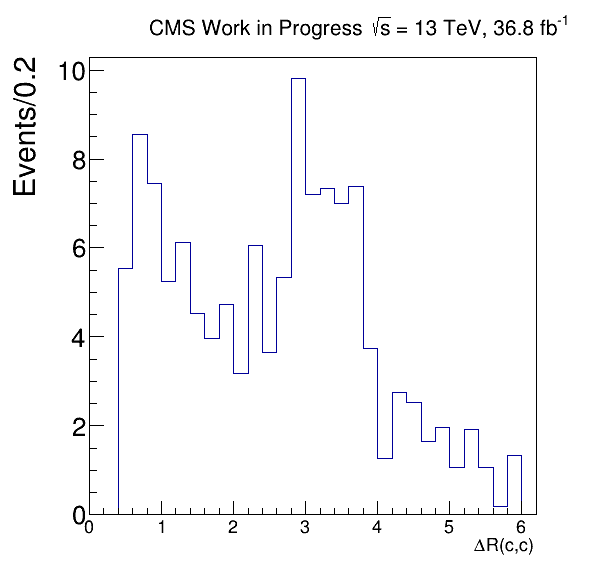 CMS Work in Progress √s = 13 TeV, 36.8 fb⁻¹
Events/0.2
10
8
6
4
2
0
0 1 2 3 4 5 6
ΔR(c,c)